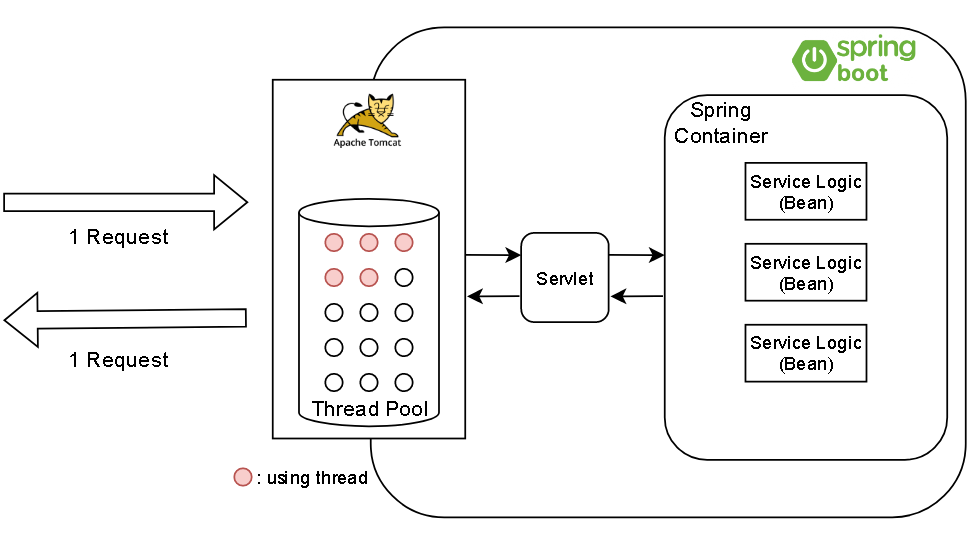 spring
boot
Spring
Container
Apache Tomcat
Service Logic
(Bean)
1 Request
Service Logic
(Bean)
Servlet
1 Request
Service Logic
(Bean)
Thread Pool
: using thread